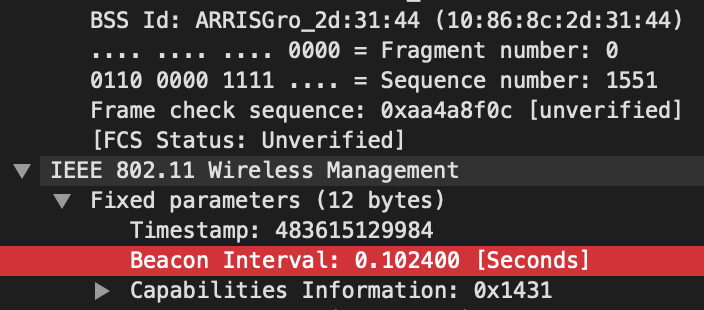 BSS Id: ARRISGro_2d:31:44 (10:86:8c:2d:31:44)
.... .... .... 0000 = Fragment number: 0
0110 0000 1111 .... = Sequence number: 1551
Frame check sequence: 0xaa4a8f0c [unverified]
[FCS Status: Unverified]
IEEE 802.11 Wireless Management
Fixed parameters (12 bytes)
Timestamp: 483615129984
Beacon Interval: 0.102400 [Seconds]
Capabilities Information: 0x1431